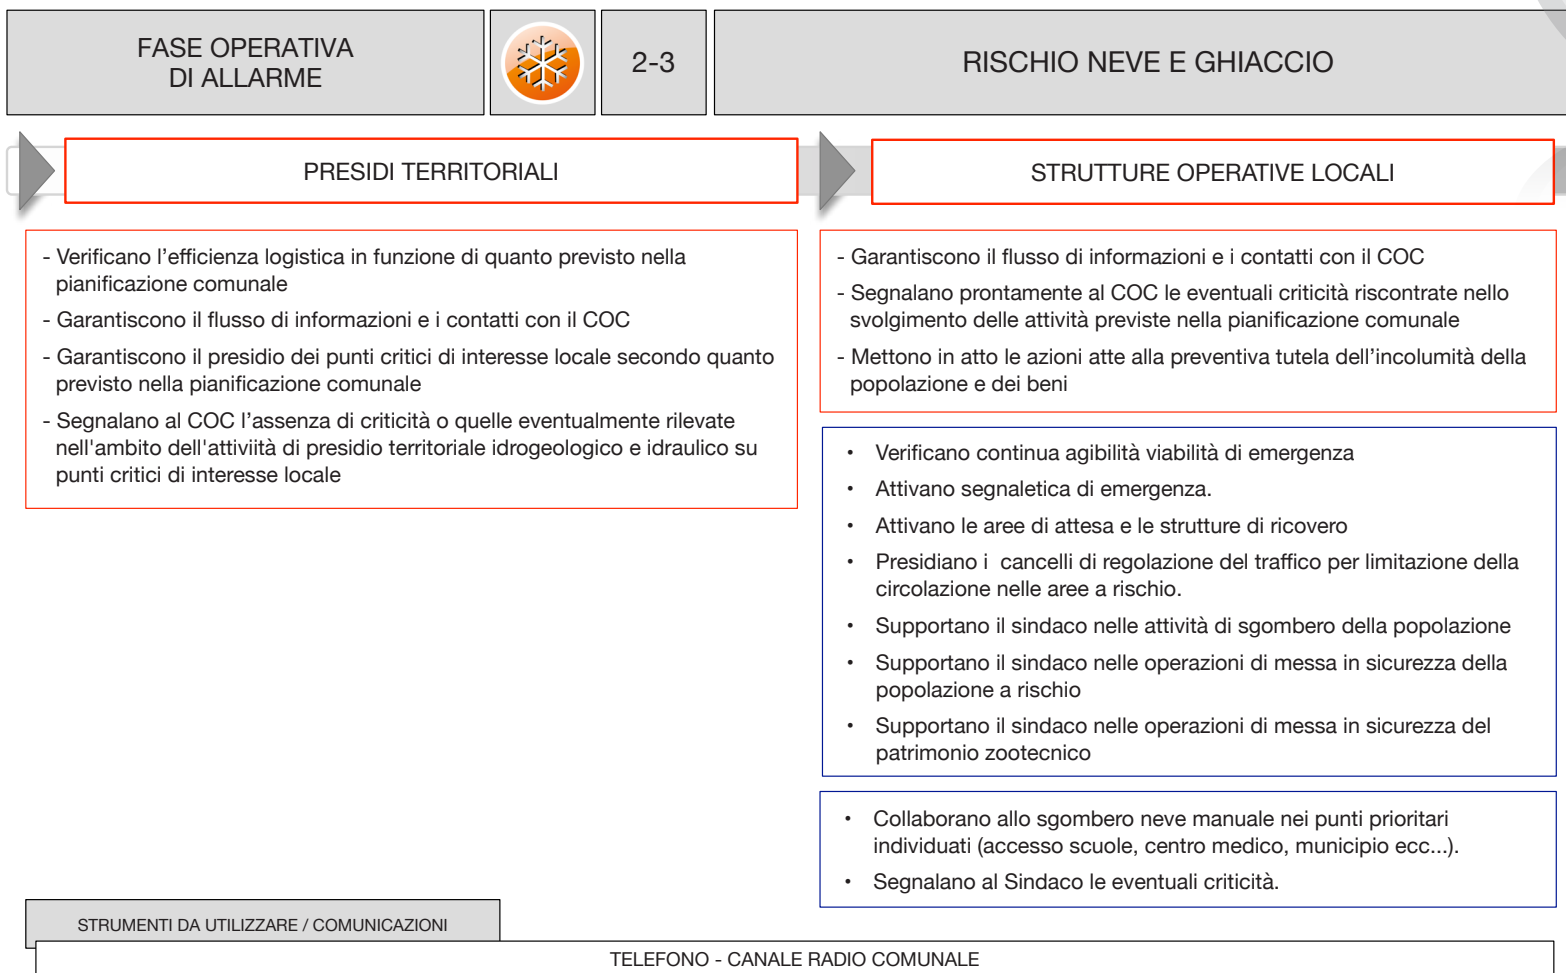 FASE OPERATIVA
DI ALLARME
2-3
RISCHIO NEVE E GHIACCIO
PRESIDI TERRITORIALI
- Verificano l’efficienza logistica in funzione di quanto previsto nella
pianificazione comunale
- Garantiscono il flusso di informazioni e i contatti con il COC
- Garantiscono il presidio dei punti critici di interesse locale secondo quanto
previsto nella pianificazione comunale
- Segnalano al COC l’assenza di criticità o quelle eventualmente rilevate
nell'ambito dell'attiviità di presidio territoriale idrogeologico e idraulico su
punti critici di interesse locale
STRUTTURE OPERATIVE LOCALI
- Garantiscono il flusso di informazioni e i contatti con il COC
- Segnalano prontamente al COC le eventuali criticità riscontrate nello
svolgimento delle attività previste nella pianificazione comunale
- Mettono in atto le azioni atte alla preventiva tutela dell’incolumità della
popolazione e dei beni
• Verificano continua agibilità viabilità di emergenza
• Attivano segnaletica di emergenza.
• Attivano le aree di attesa e le strutture di ricovero
• Presidiano i cancelli di regolazione del traffico per limitazione della
circolazione nelle aree a rischio.
• Supportano il sindaco nelle attività di sgombero della popolazione
• Supportano il sindaco nelle operazioni di messa in sicurezza della
popolazione a rischio
• Supportano il sindaco nelle operazioni di messa in sicurezza del
patrimonio zootecnico
• Collaborano allo sgombero neve manuale nei punti prioritari
individuati (accesso scuole, centro medico, municipio ecc...).
• Segnalano al Sindaco le eventuali criticità.
STRUMENTI DA UTILIZZARE / COMUNICAZIONI
TELEFONO - CANALE RADIO COMUNALE